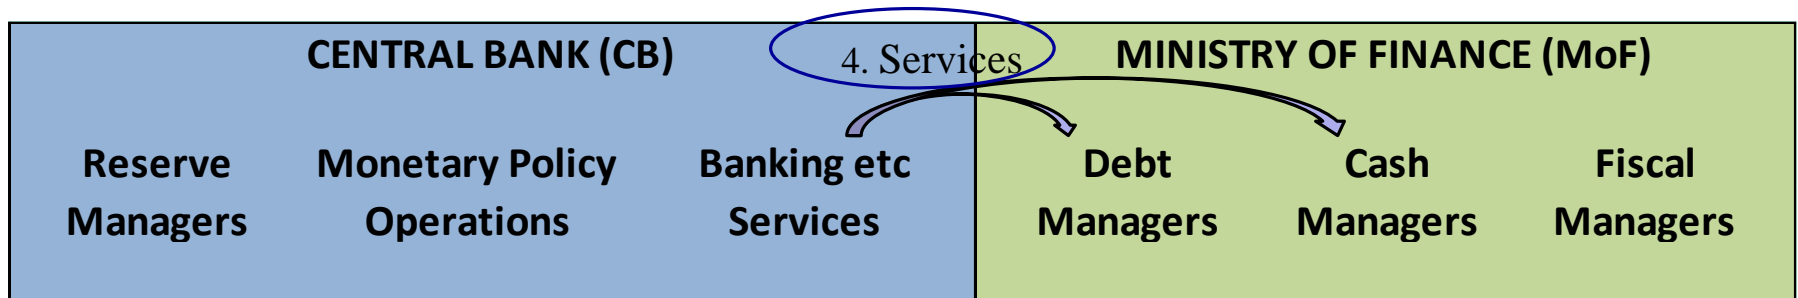 CENTRAL BANK (CB)
4. Services
MINISTRY OF FINANCE (MoF)
Reserve
Managers
Monetary Policy
Operations
Banking etc
Services
Debt
Managers
Cash
Managers
Fiscal
Managers